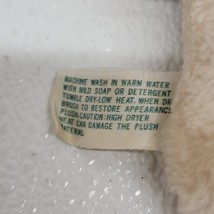 MACHINE WASH IN WARM WATER
WITH MILD SOAP OR DETERGENT
TUMBLE DRY-LOW HEAT. WHEN DR
BRUSH TO RESTORE APPEARANC
PLUSH-CAUTION: HIGH DRYER
HEAT CAN DAMAGE THE PLUSH
MATERIAL